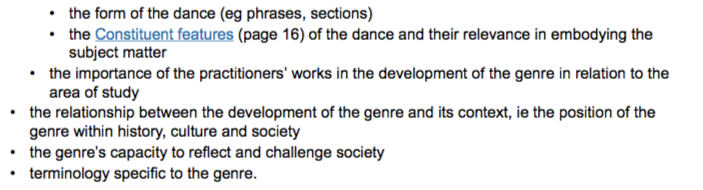 • the form of the dance (eg phrases, sections)
• the Constituent features (page 16) of the dance and their relevance in embodying the
subject matter
• the importance of the practitioners' works in the development of the genre in relation to the
area of study
• the relationship between the development of the genre and its context, ie the position of the
genre within history, culture and society
• the genre's capacity to reflect and challenge society
• terminology specific to the genre.